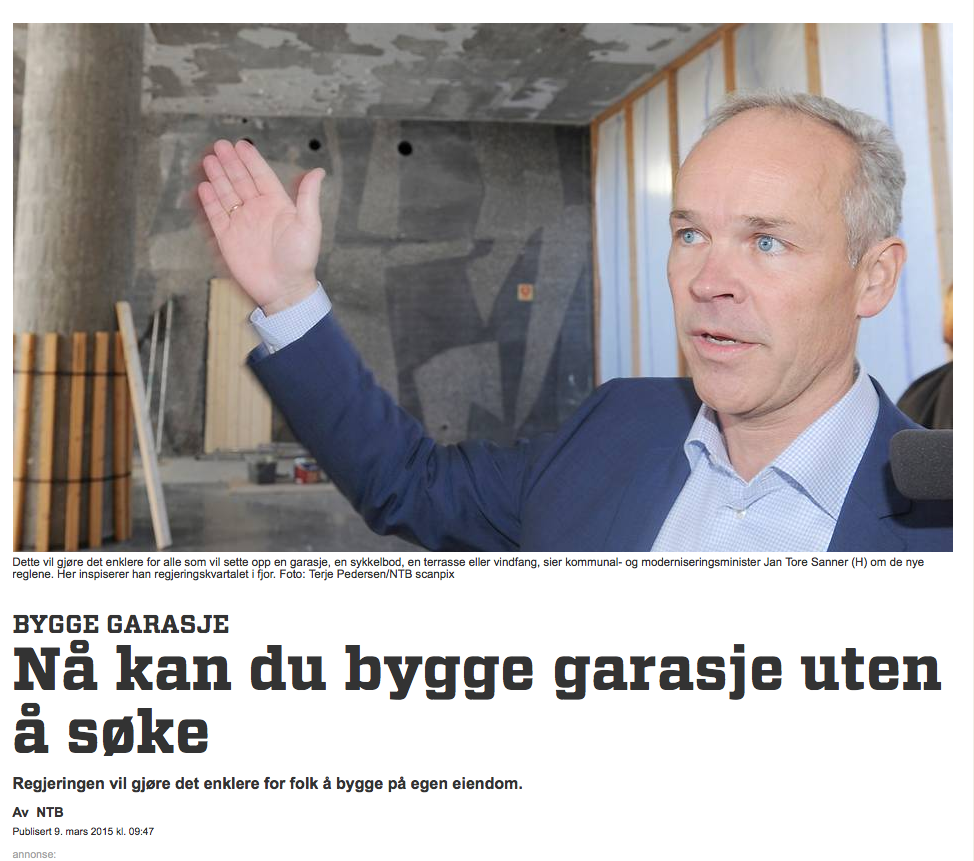 Dette vil gjøre det enklere for alle som vil sette opp en garasje, en sykkelbod, en terrasse eller vindfang, sier kommunal- og moderniseringsminister Jan Tore Sanner (H) om de nye
reglene. Her inspiserer han regjeringskvartalet i fjor. Foto: Terje Pedersen/NTB scanpix
BYGGE GARASJE
Nå kan du bygge garasje uten
å søke
Regjeringen vil gjøre det enklere for folk å bygge på egen eiendom.
Av NTB
Publisert 9. mars 2015 kl. 09:47
annonse: